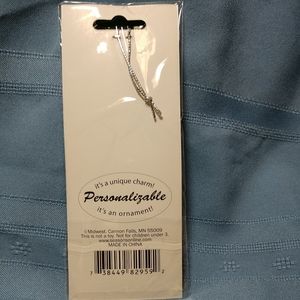 it's a unique charm!
Personalizable
it's an ornament!
©Midwest, Cannon Falls, MN 55009
This is not a toy. Not for children under 3.
www.seasonsonline.com
MADE IN CHINA
7 38449 82959 2